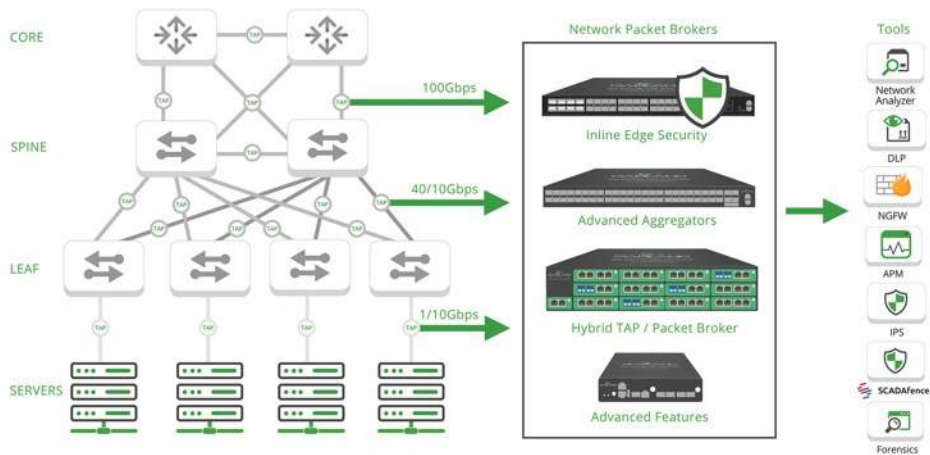 CORE
TAP
TAP
TAP
TAP
100Gbps
SPINE
TAP
TAP
TAP
TAP
TAP
TAP
40/10Gbps
TAP
TAP
TAP
TAP
LEAF
TAP
TAP
TAP
TAP
1/10Gbps
SERVERS
Network Packet Brokers
Inline Edge Security
Advanced Aggregators
Hybrid TAP / Packet Broker
Advanced Features
Tools
Network
Analyzer
DLP
NGFW
APM
IPS
SCADAfence
Forensics